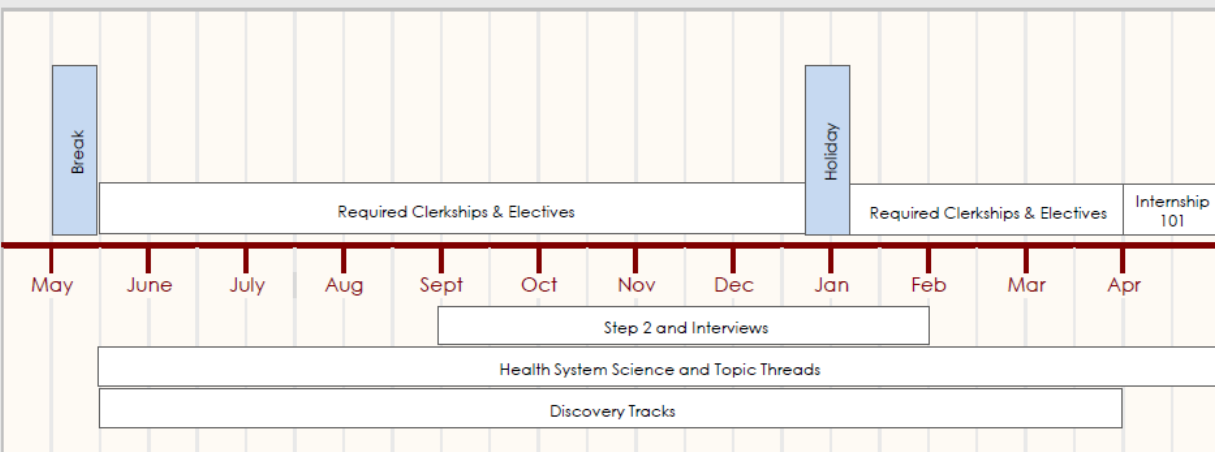 Break
Holiday
Required Clerkships & Electives
Required Clerkships & Electives
Internship
101
May June July Aug Sept Oct Nov Dec Jan Feb Mar Apr
Step 2 and Interviews
Health System Science and Topic Threads
Discovery Tracks